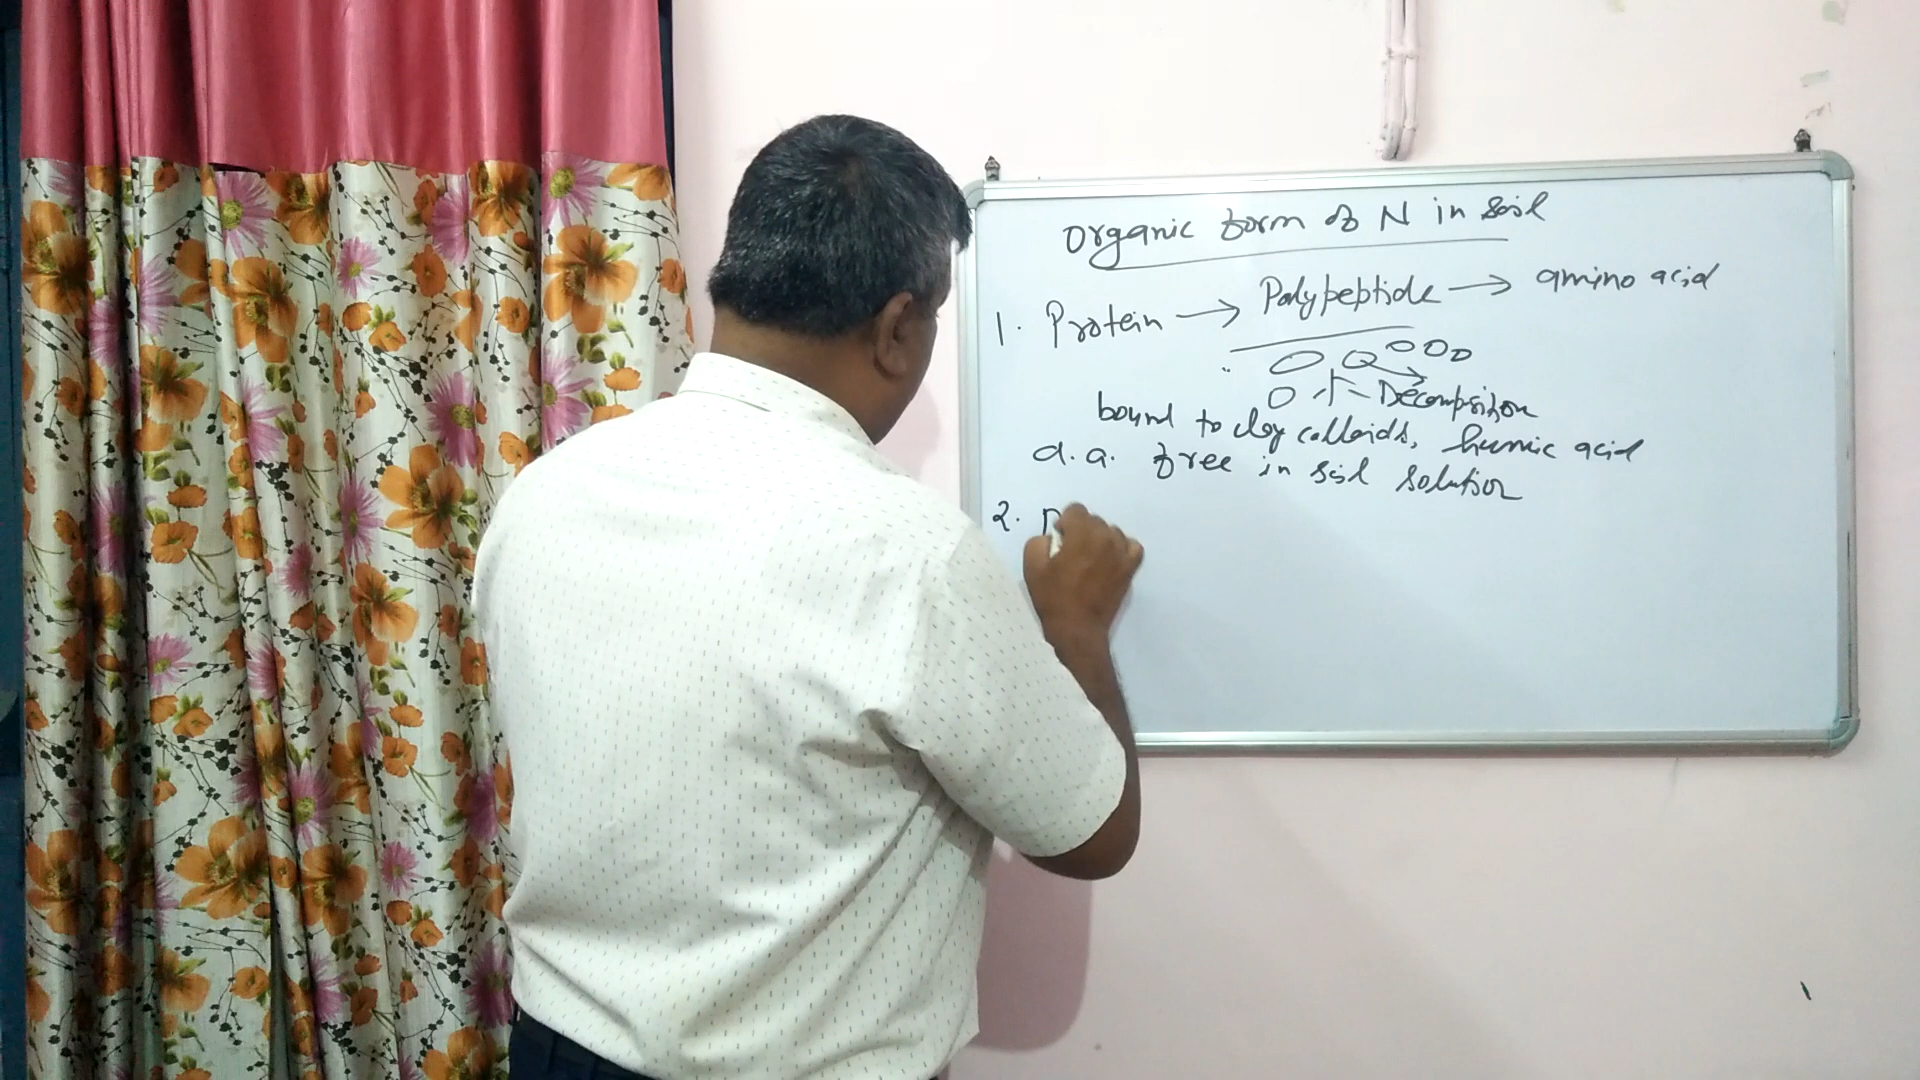 Organic form of N in Soil
1. Protein → Polypeptide → amino acid
Decomposition
bound to clay colloids, humic acid
a.a. free in soil solution
2.